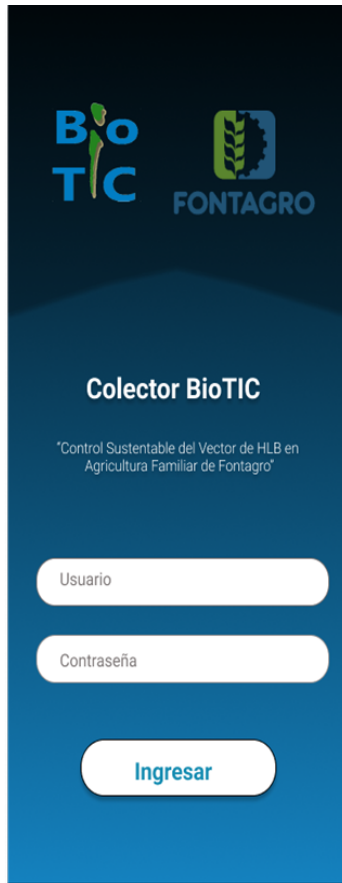 BioTIC
FONTAGRO
Colector BioTIC
“Control Sustentable del Vector de HLB en
Agricultura Familiar de Fontagro”
Usuario
Contraseña
Ingresar